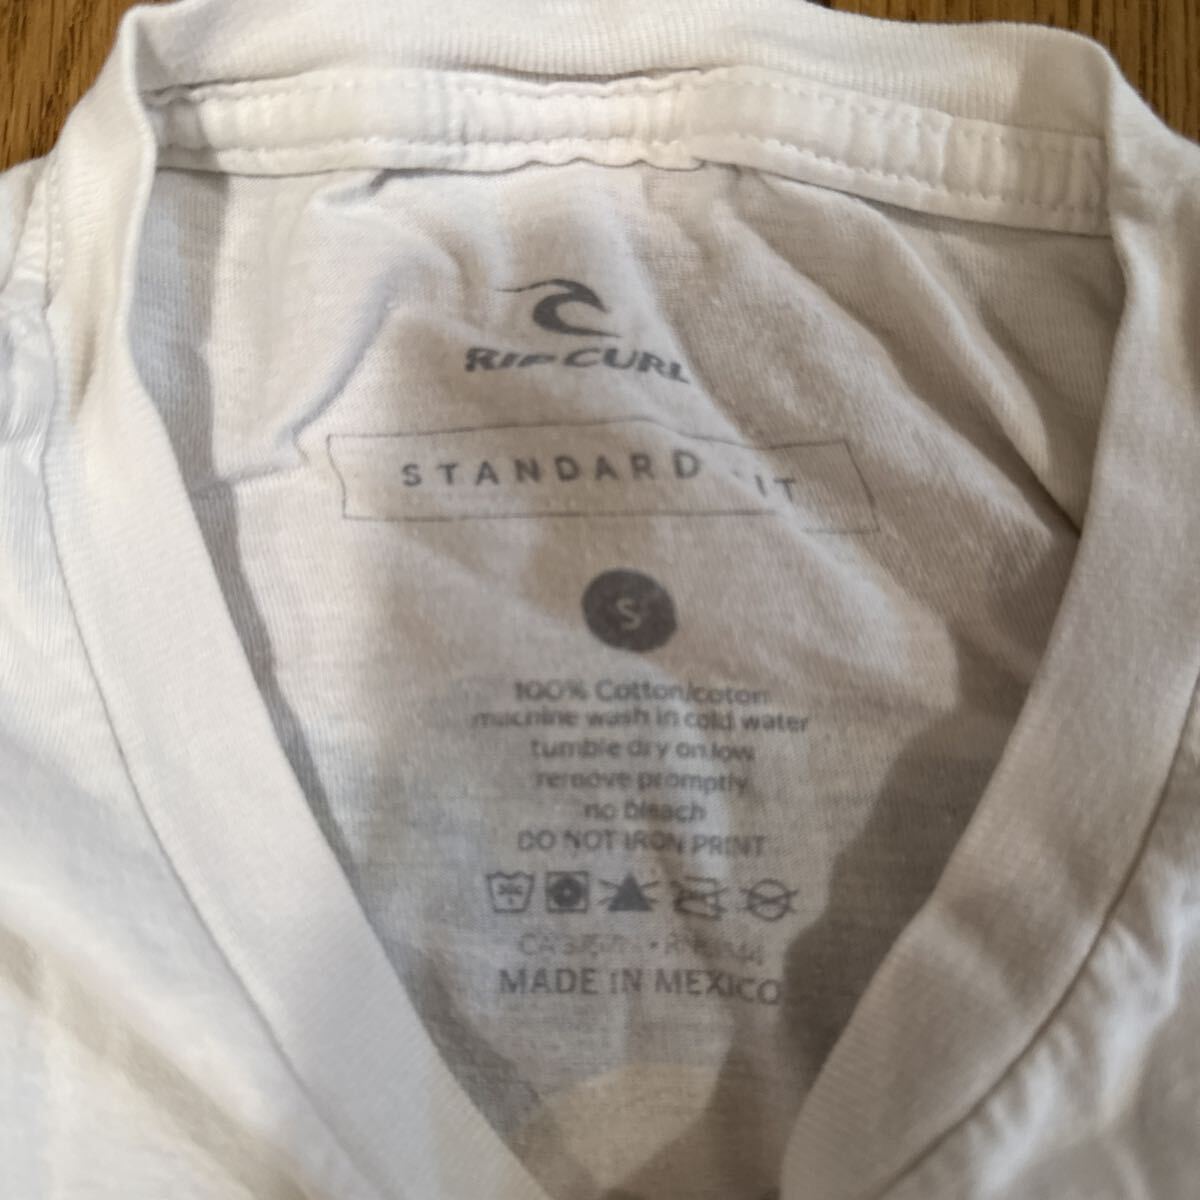 RIP CURL
STANDARD FIT
S
100% Cotton/coton
machine wash in cold water
tumble dry on low
remove promptly
no bleach
DO NOT IRON PRINT
MADE IN MEXICO